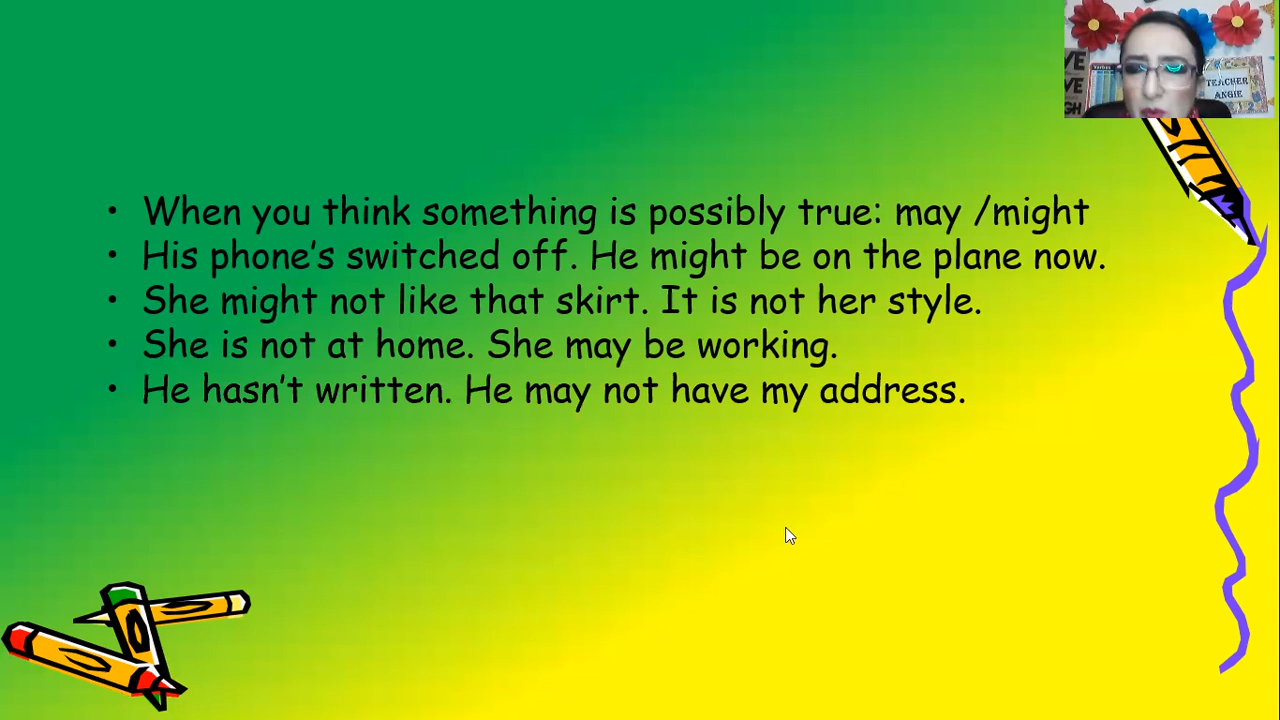 When you think something is possibly true: may /might
His phone's switched off. He might be on the plane now.
She might not like that skirt. It is not her style.
She is not at home. She may be working.
He hasn't written. He may not have my address.
TEACHER
ANGIE